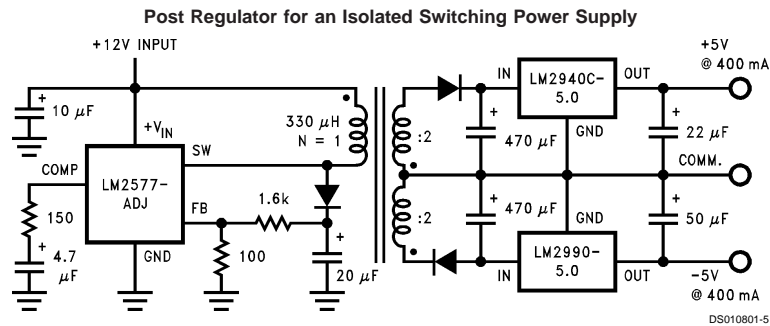 Post Regulator for an Isolated Switching Power Supply
+12V INPUT
+5V
@ 400 mA
IN
LM2940C-
5.0
OUT
GND
+
10 μF
+VIN
330 μH
N = 1
:2
+
470 μF
+
22 μF
SW
COMP
LM2577-
ADJ
COMM.
1.6k
FB
:2
+
470 μF
+
50 μF
150
+
4.7
μF
GND
100
+
20 μF
GND
LM2990-
5.0
IN
OUT
-5V
@ 400 mA
DS010801-5